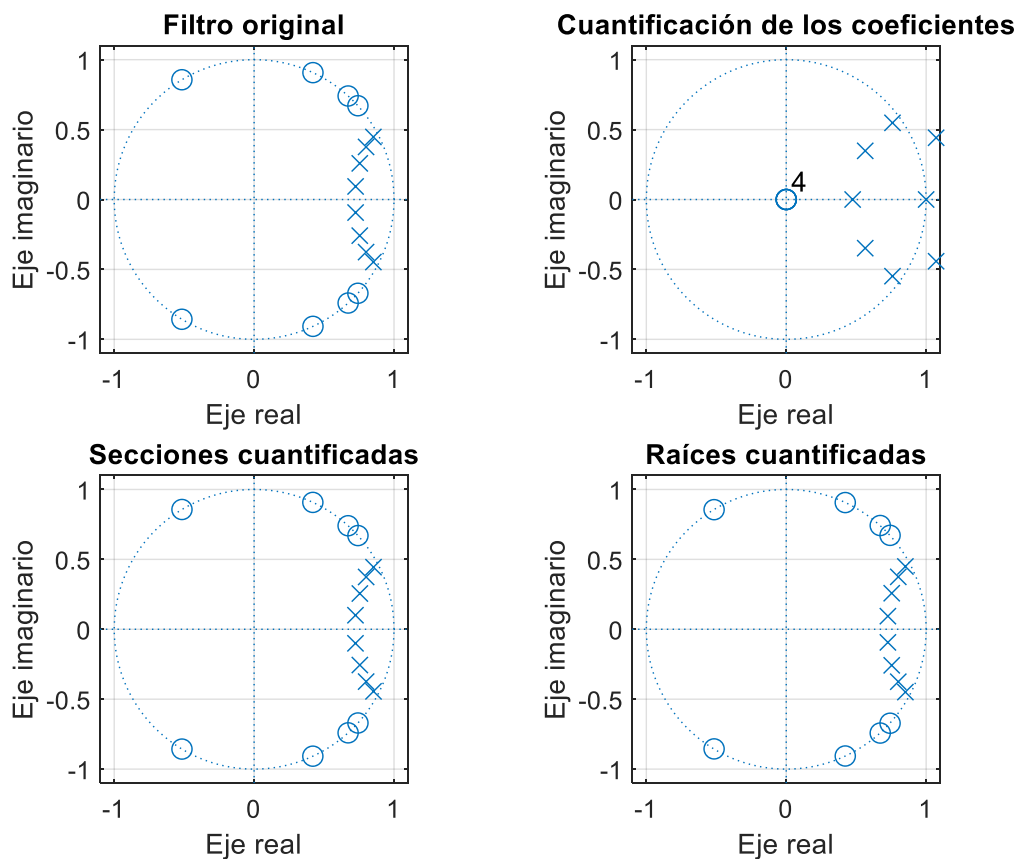 Filtro original
1
0.5
0
-0.5
-1
Eje imaginario
-1 0 1
Eje real
Cuantificación de los coeficientes
1
0.5
0
-0.5
-1
Eje imaginario
4
-1 0 1
Eje real
Secciones cuantificadas
1
0.5
0
-0.5
-1
Eje imaginario
-1 0 1
Eje real
Raíces cuantificadas
1
0.5
0
-0.5
-1
Eje imaginario
-1 0 1
Eje real